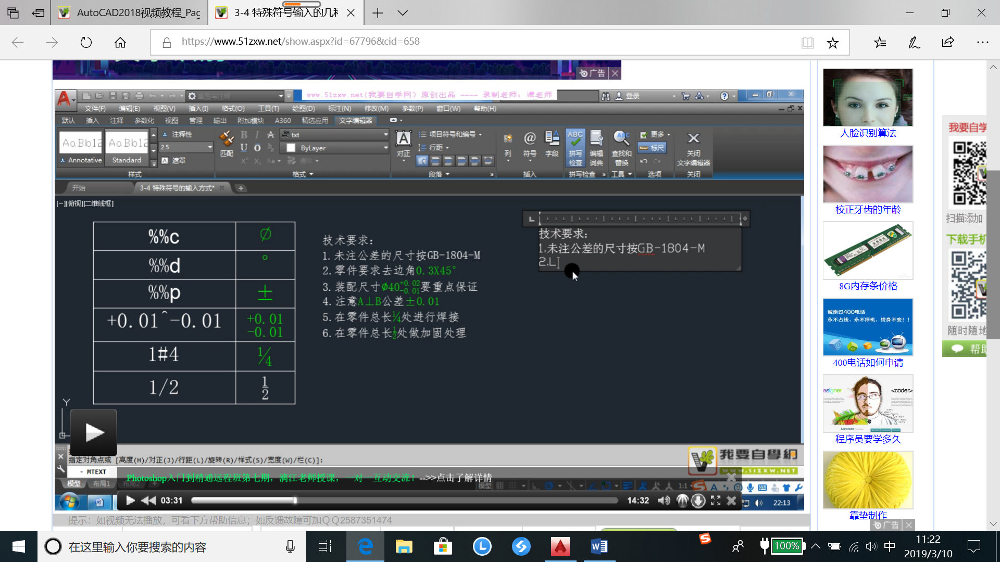 AutoCAD2018视频教程_Pag
3-4 特殊符号输入的几种
https://www.51zxw.net/show.aspx?id=67796&cid=658
广告
www.51zxw.net(我要自学网) 原创出品 ---- 录制老师: 谭老师
草图与注释
登录
文件(F) 编辑(E) 视图(V) 插入(I) 格式(O) 工具(T) 绘图(D) 标注(N) 修改(M) 参数(P) 窗口(W) 帮助(H)
默认 插入 注释 参数化 视图 管理 输出 附加模块 A360 精选应用 文字编辑器
AaBb12 AaBb12
Annotative Standard
注释性
2.5
遮罩
样式
匹配
txt
ByLayer
清除
格式
对正
项目符号和编号
行距
段落
列 符号 字段
插入
拼写检查 编辑词典
拼写检查
查找和替换
工具
更多
标尺
选项
关闭
文字编辑器
关闭
开始
3-4 特殊符号的输入方式*
[−][俯视][二维线框]
%%c Ø
%%d °
%%p ±
+0.01^-0.01 +0.01 -0.01
1#4 1/4
1/2 1/2
技术要求:
1.未注公差的尺寸按GB-1804-M
2.零件要求去边角0.3X45°
3.装配尺寸Ø40+0.02 -0.01要重点保证
4.注意A⊥B公差±0.01
5.在零件总长1/4处进行焊接
6.在零件总长1/2处做加固处理
技术要求:
1.未注公差的尺寸按GB-1804-M
2.L
Y
指定对角点或 [高度(H)/对正(J)/行距(L)/旋转(R)/样式(S)/宽度(W)/栏(C)]:
MTEXT
我要自學網
WWW.51ZXW.NET
Photoshop入门到精通远程班第七期，漓江老师授课，一对一互动交流！-->>点击了解详情
模型 布局1 布局2
模型
1:1
03:31
14:32
22:13
提示：如视频无法播放，可看下方帮助信息；如反馈故障可加QQ2587351474
人脸识别算法
校正牙齿的年龄
8G内存条价格
诚泰过400电话
永不占线，永不停机，终身不变！！
400电话如何申请
esigner
<coder>
程序员要学多久
靠垫制作
广告
我要自学
扫描添加
下载手机
随时随地
帮助
在这里输入你要搜索的内容
100%
中
11:22
2019/3/10